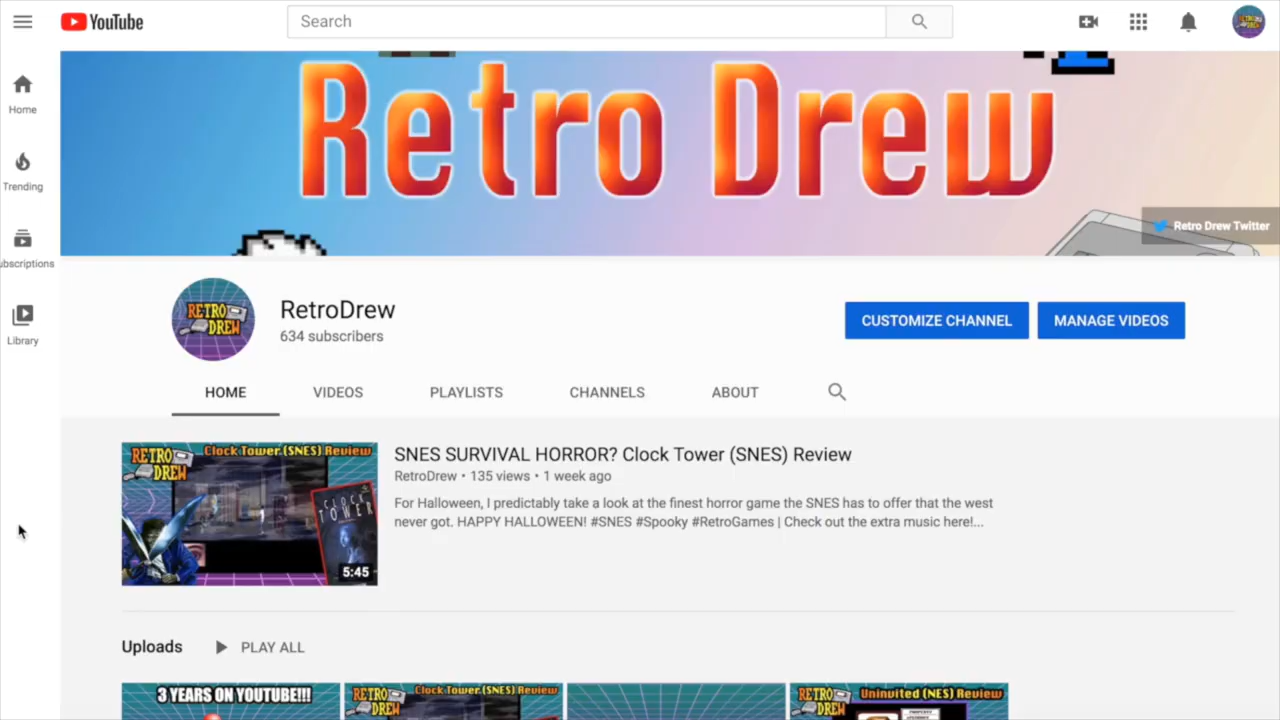 YouTube
Search
Home
Trending
ubscriptions
Library
Retro Drew
Retro Drew Twitter
RETRO
DREW
RetroDrew
634 subscribers
CUSTOMIZE CHANNEL
MANAGE VIDEOS
HOME
VIDEOS
PLAYLISTS
CHANNELS
ABOUT
RETRO
DREW
Clock Tower (SNES) Review
CLOCK
TOWER
5:45
SNES SURVIVAL HORROR? Clock Tower (SNES) Review
RetroDrew • 135 views • 1 week ago
For Halloween, I predictably take a look at the finest horror game the SNES has to offer that the west
never got. HAPPY HALLOWEEN! #SNES #Spooky #RetroGames | Check out the extra music here!...
Uploads
PLAY ALL
3 YEARS ON YOUTUBE!!!
RETRO
DREW
Clock Tower (SNES) Review
RETRO
DREW
Uninvited (NES) Review